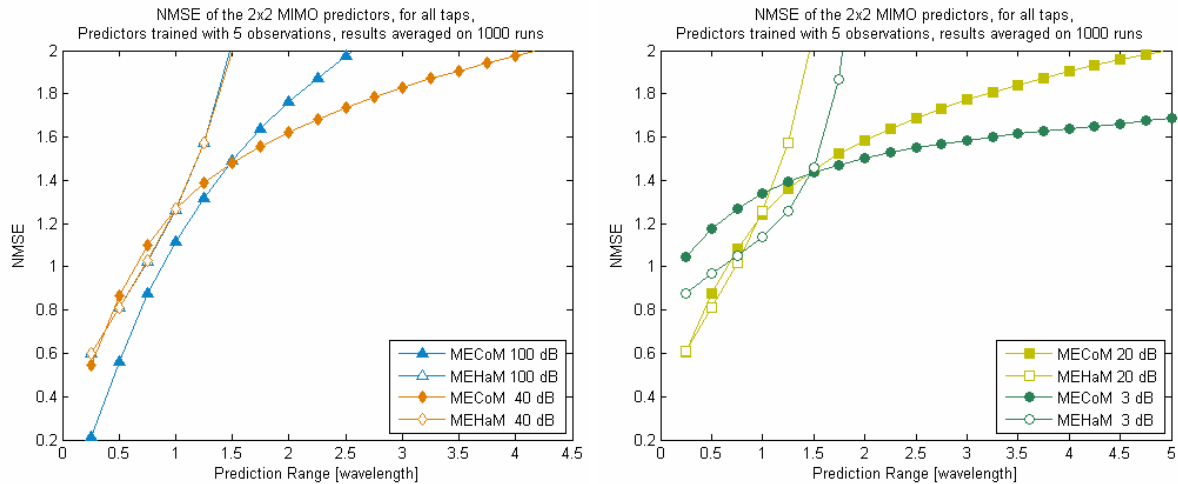 NMSE of the 2x2 MIMO predictors, for all taps,
Predictors trained with 5 observations, results averaged on 1000 runs
2
1.8
1.6
1.4
1.2
1
0.8
0.6
0.4
0.2
NMSE
0 0.5 1 1.5 2 2.5 3 3.5 4 4.5
Prediction Range [wavelength]
MECoM 100 dB
MEHaM 100 dB
MECoM 40 dB
MEHaM 40 dB
NMSE of the 2x2 MIMO predictors, for all taps,
Predictors trained with 5 observations, results averaged on 1000 runs
2
1.8
1.6
1.4
1.2
1
0.8
0.6
0.4
0.2
NMSE
0 0.5 1 1.5 2 2.5 3 3.5 4 4.5 5
Prediction Range [wavelength]
MECoM 20 dB
MEHaM 20 dB
MECoM 3 dB
MEHaM 3 dB